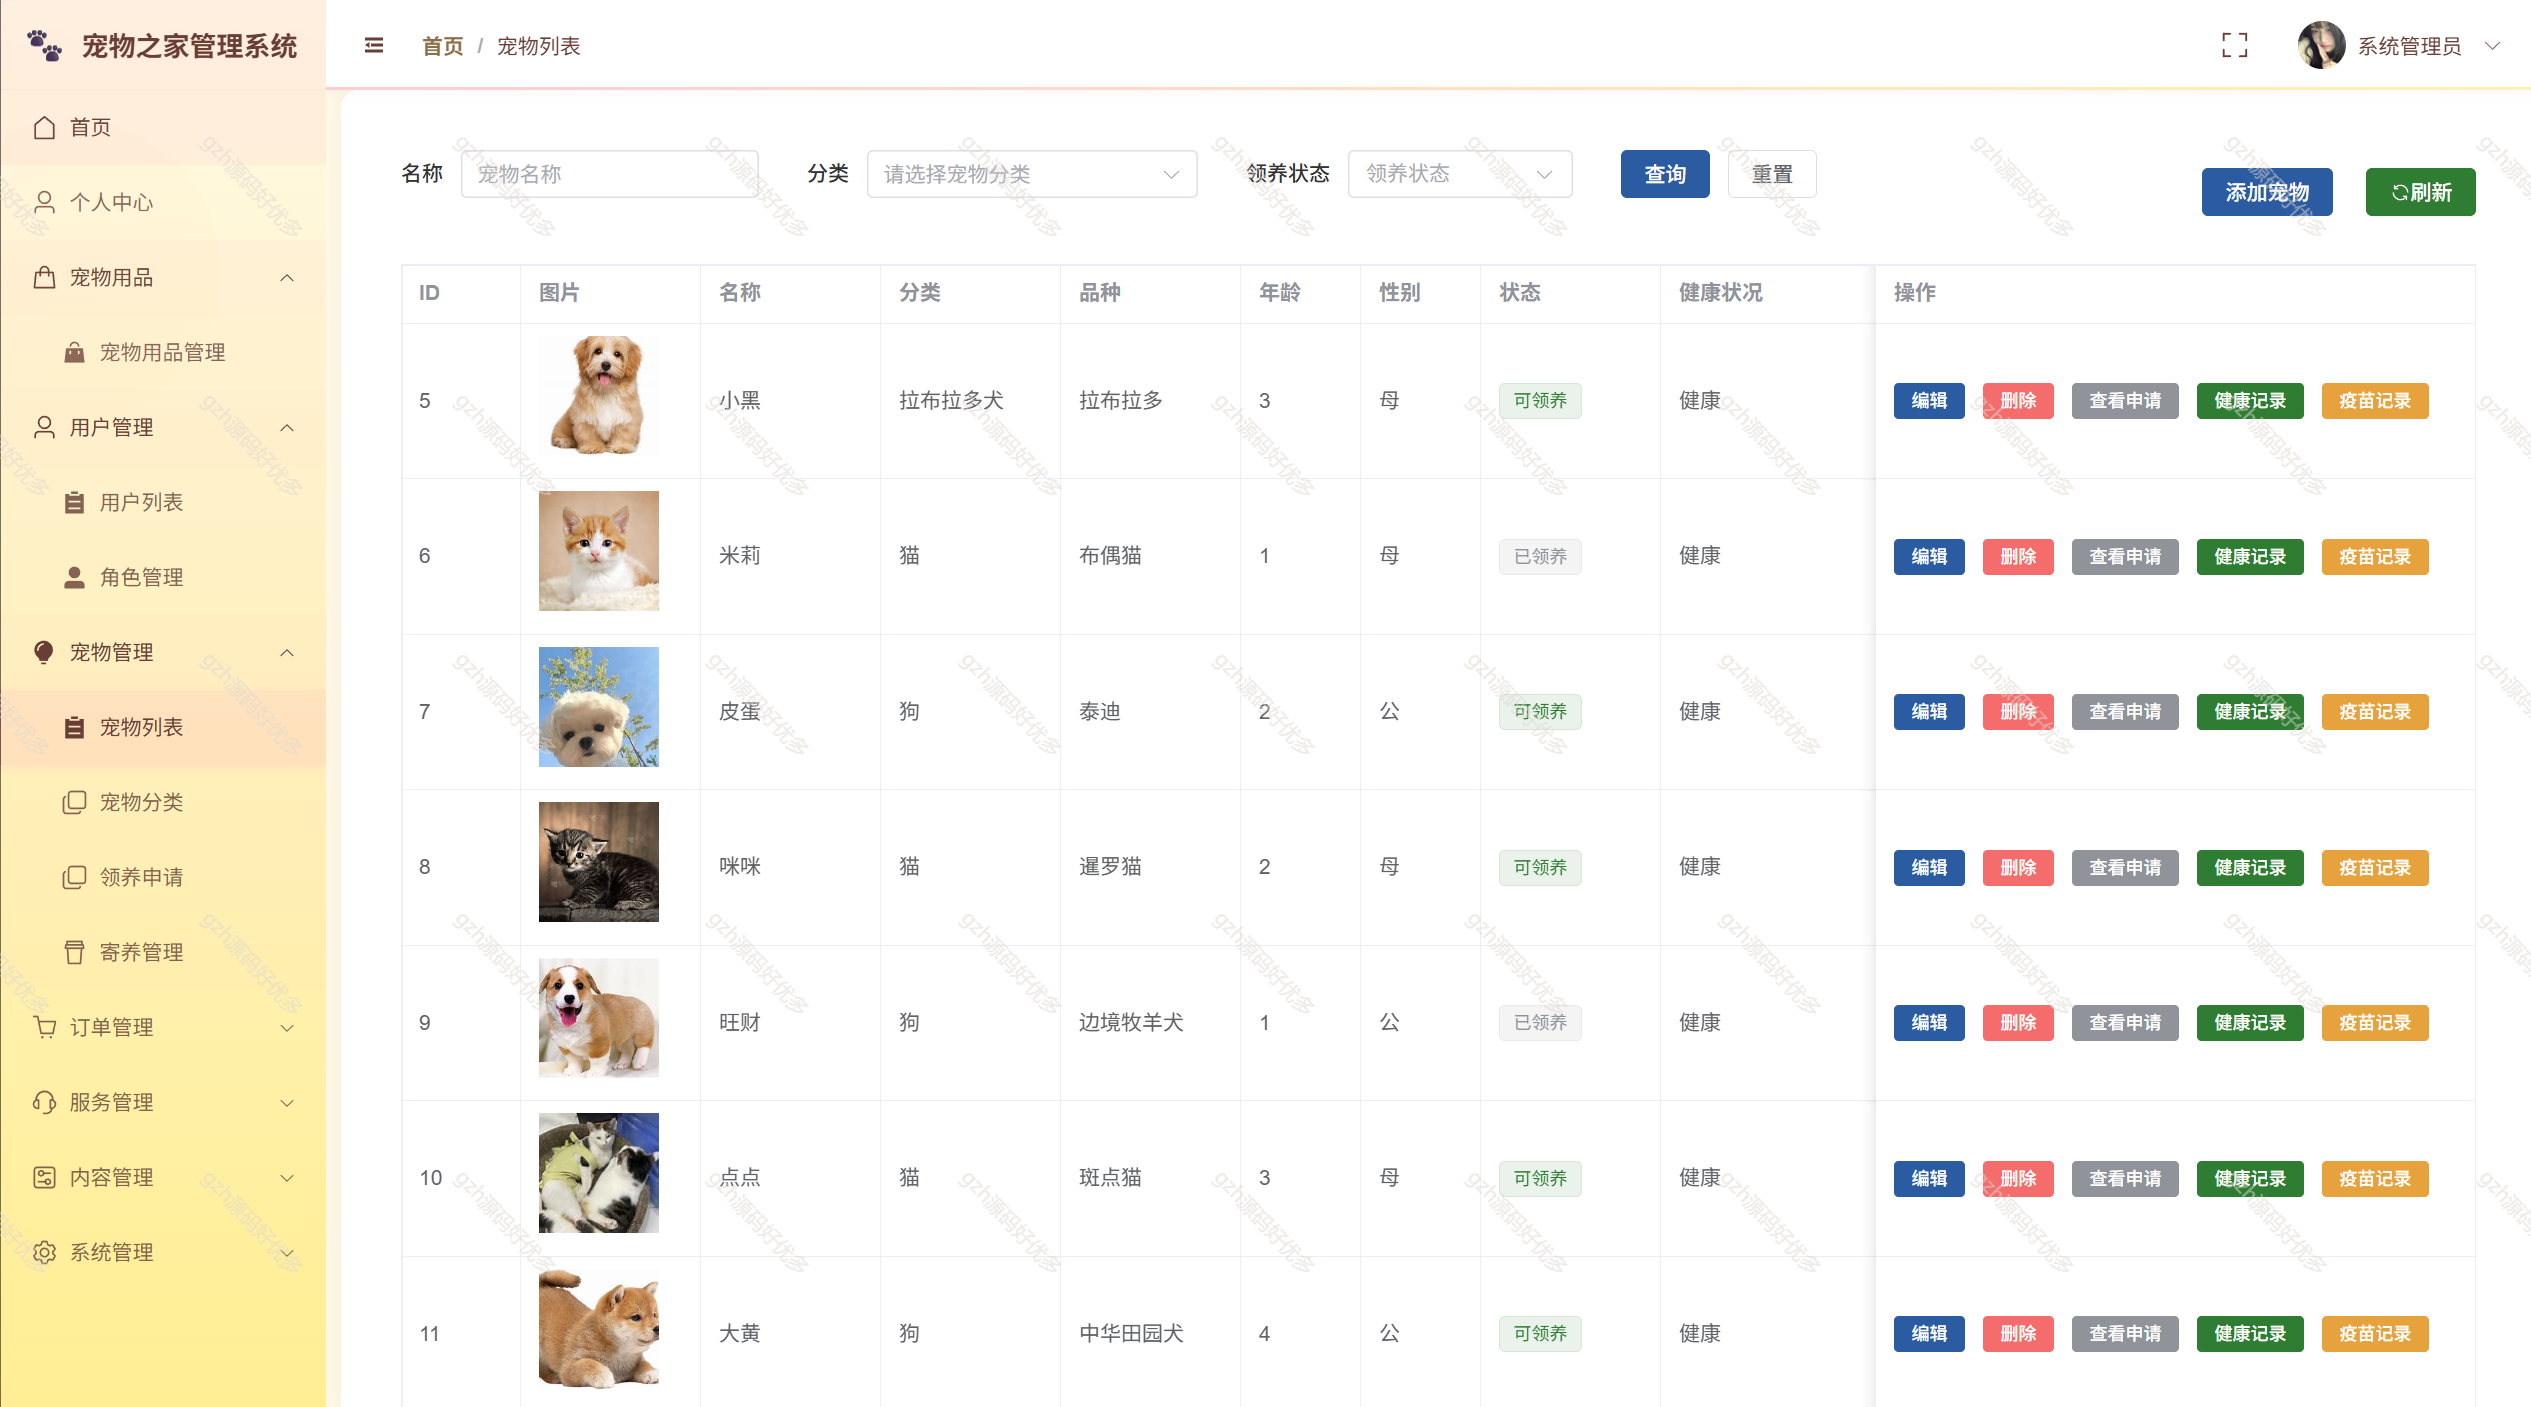 宠物之家管理系统
首页 / 宠物列表
系统管理员
首页
个人中心
宠物用品
宠物用品管理
用户管理
用户列表
角色管理
宠物管理
宠物列表
宠物分类
领养申请
寄养管理
订单管理
服务管理
内容管理
系统管理
名称 宠物名称 分类 请选择宠物分类 领养状态 领养状态 查询 重置 添加宠物 刷新
ID 图片 名称 分类 品种 年龄 性别 状态 健康状况 操作
5 小黑 拉布拉多犬 拉布拉多 3 母 可领养 健康 编辑 删除 查看申请 健康记录 疫苗记录
6 米莉 猫 布偶猫 1 母 已领养 健康 编辑 删除 查看申请 健康记录 疫苗记录
7 皮蛋 狗 泰迪 2 公 可领养 健康 编辑 删除 查看申请 健康记录 疫苗记录
8 咪咪 猫 暹罗猫 2 母 可领养 健康 编辑 删除 查看申请 健康记录 疫苗记录
9 旺财 狗 边境牧羊犬 1 公 已领养 健康 编辑 删除 查看申请 健康记录 疫苗记录
10 点点 猫 斑点猫 3 母 可领养 健康 编辑 删除 查看申请 健康记录 疫苗记录
11 大黄 狗 中华田园犬 4 公 可领养 健康 编辑 删除 查看申请 健康记录 疫苗记录
gzh源码好优多